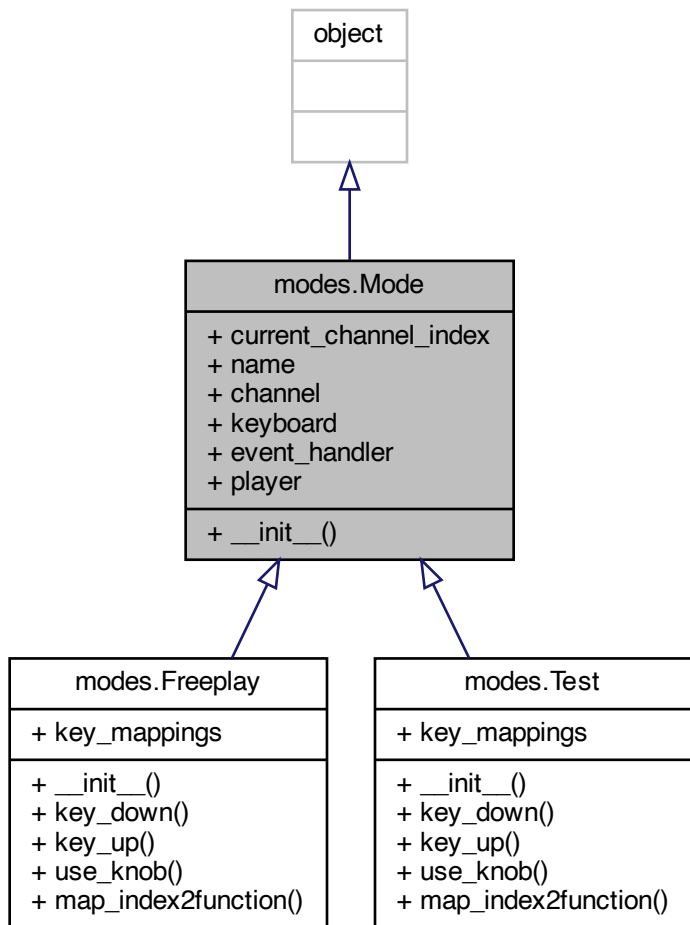 object
modes.Mode
+ current_channel_index
+ name
+ channel
+ keyboard
+ event_handler
+ player
+ __init__()
modes.Freeplay
+ key_mappings
+ __init__()
+ key_down()
+ key_up()
+ use_knob()
+ map_index2function()
modes.Test
+ key_mappings
+ __init__()
+ key_down()
+ key_up()
+ use_knob()
+ map_index2function()